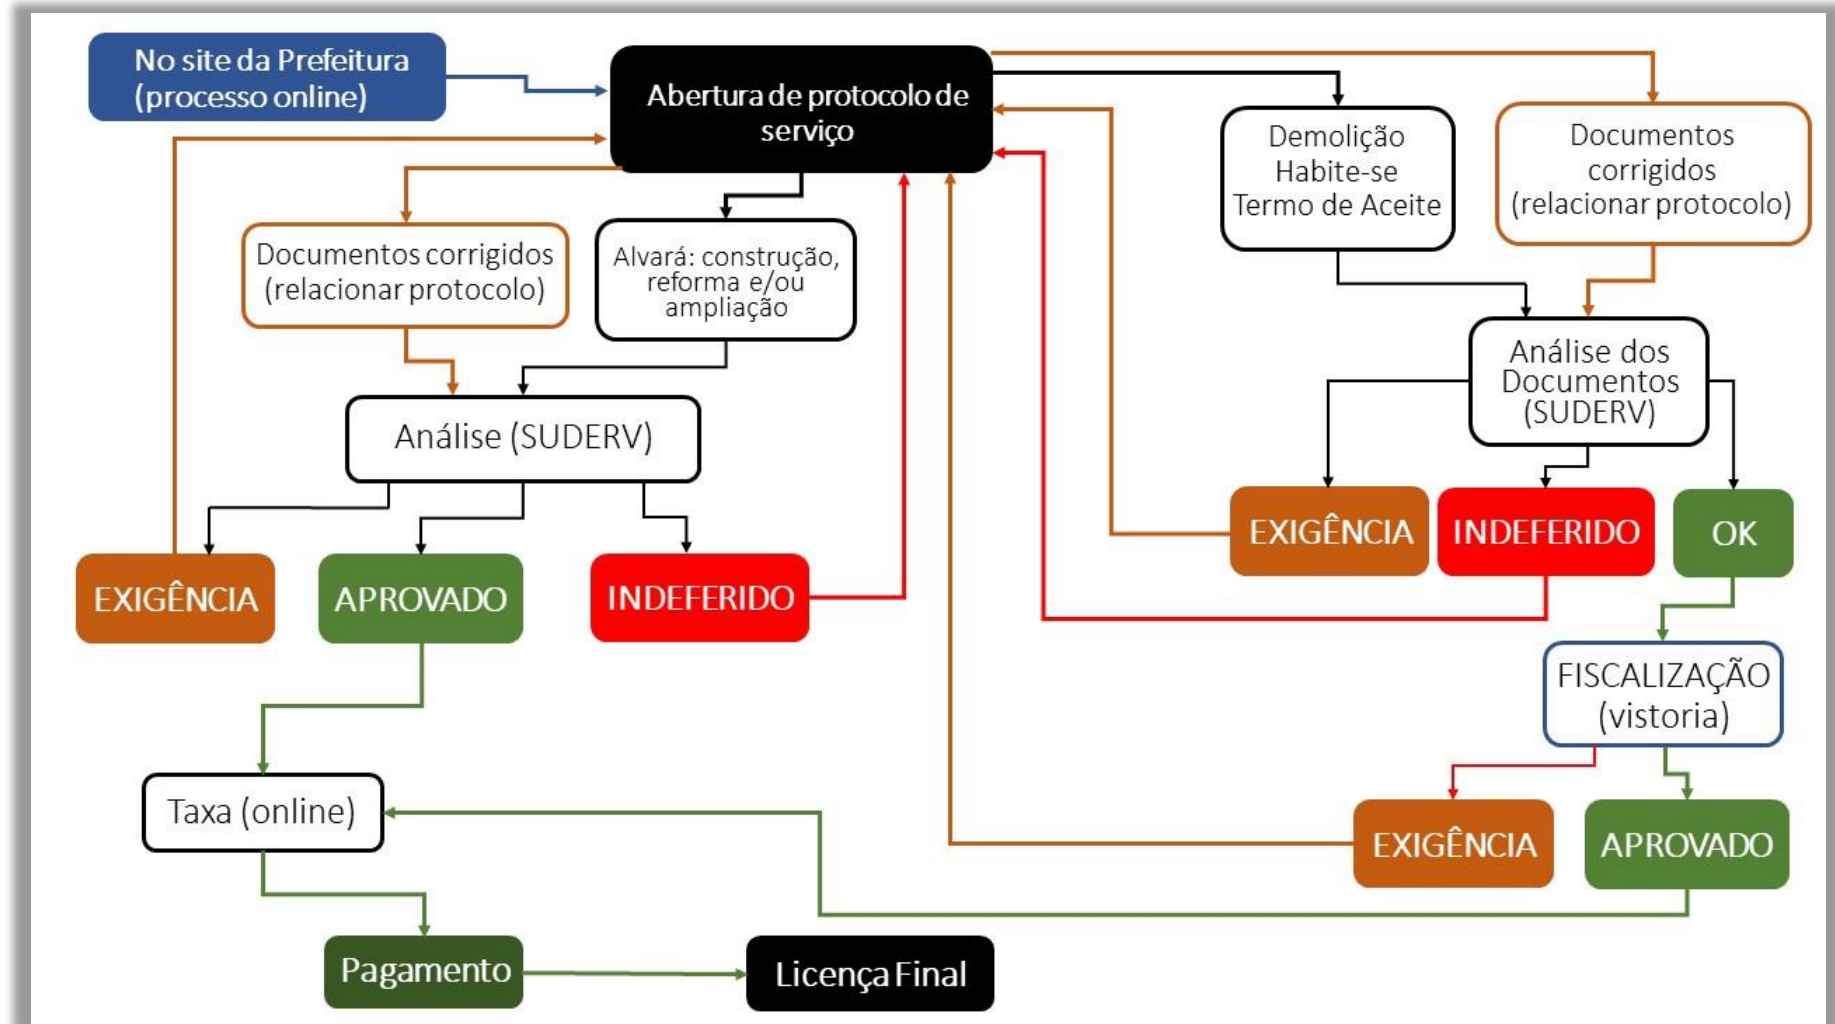 No site da Prefeitura
(processo online)
Abertura de protocolo de
serviço
Demolição
Habite-se
Termo de Aceite
Documentos
corrigidos
(relacionar protocolo)
Documentos corrigidos
(relacionar protocolo)
Alvará: construção,
reforma e/ou
ampliação
Análise dos
Documentos
(SUDERV)
Análise (SUDERV)
EXIGÊNCIA
INDEFERIDO
OK
EXIGÊNCIA
APROVADO
INDEFERIDO
FISCALIZAÇÃO
(vistoria)
Taxa (online)
EXIGÊNCIA
APROVADO
Pagamento
Licença Final